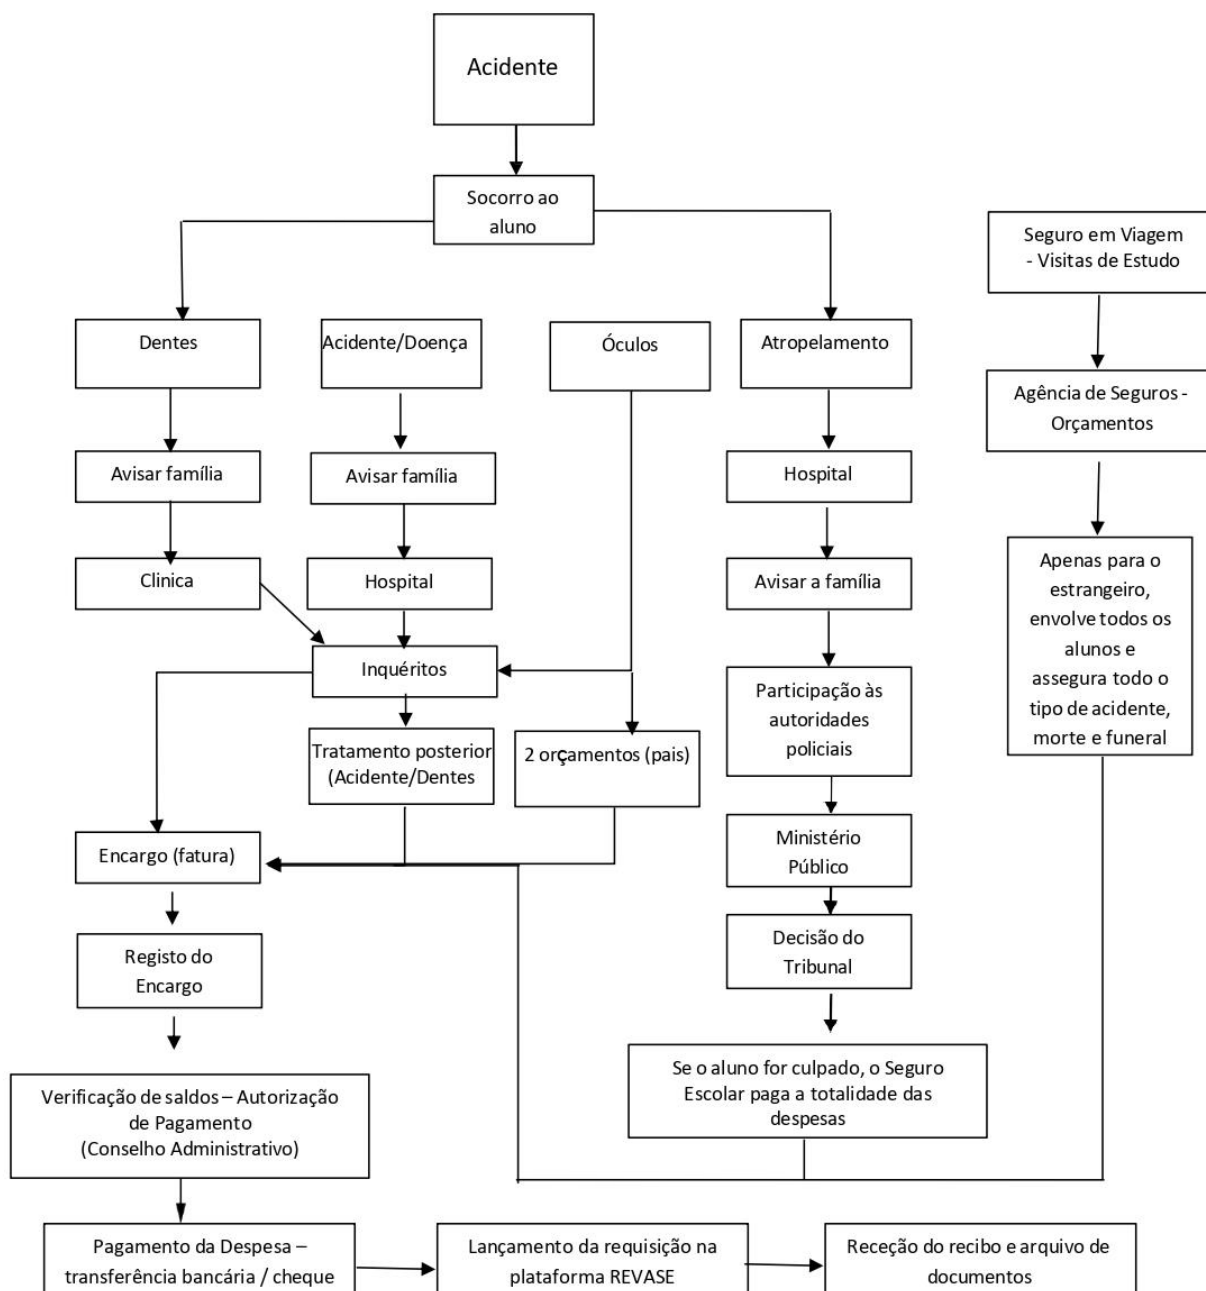 Acidente
Socorro ao
aluno
Seguro em Viagem
- Visitas de Estudo
Dentes
Acidente/Doença
Óculos
Atropelamento
Agência de Seguros -
Orçamentos
Avisar família
Avisar família
Hospital
Clinica
Hospital
Avisar a família
Apenas para o
estrangeiro,
envolve todos os
alunos e
assegura todo o
tipo de acidente,
morte e funeral
Inquéritos
Participação às
autoridades
policiais
Tratamento posterior
(Acidente/Dentes
2 orçamentos (pais)
Encargo (fatura)
Ministério
Público
Registo do
Encargo
Decisão do
Tribunal
Se o aluno for culpado, o Seguro
Escolar paga a totalidade das
despesas
Verificação de saldos – Autorização
de Pagamento
(Conselho Administrativo)
Pagamento da Despesa –
transferência bancária / cheque
Lançamento da requisição na
plataforma REVASE
Receção do recibo e arquivo de
documentos